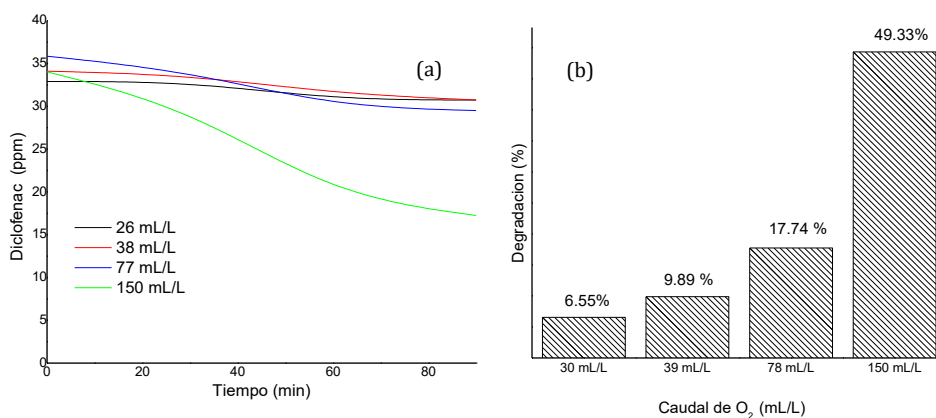 40
35
30
25
20
15
10
5
0
Diclofenac (ppm)
(a)
26 mL/L
38 mL/L
77 mL/L
150 mL/L
0 20 40 60 80
Tiempo (min)
(b)
Degradacion (%)
6.55%
9.89 %
17.74 %
49.33%
30 mL/L 39 mL/L 78 mL/L 150 mL/L
Caudal de O₂ (mL/L)